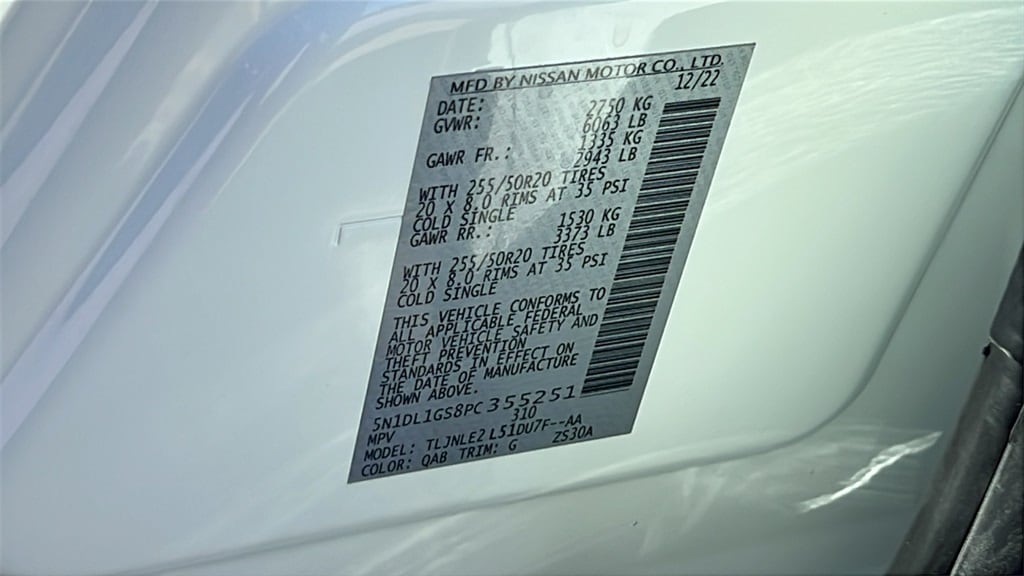 MFD BY NISSAN MOTOR CO., LTD.
DATE: 12/22
GVWR: 2750 KG
6063 LB
GAWR FR.: 1335 KG
2943 LB
WITH 255/50R20 TIRES
20 X 8.0 RIMS AT 35 PSI
COLD SINGLE
GAWR RR.: 1530 KG
3373 LB
WITH 255/50R20 TIRES
20 X 8.0 RIMS AT 35 PSI
COLD SINGLE
THIS VEHICLE CONFORMS TO
ALL APPLICABLE FEDERAL
MOTOR VEHICLE SAFETY AND
THEFT PREVENTION
STANDARDS IN EFFECT ON
THE DATE OF MANUFACTURE
SHOWN ABOVE.
5N1DL1GS8PC355251
MPV 310
MODEL: TLJNLE2 L51DU7F--AA
COLOR: QAB TRIM: G ZS30A